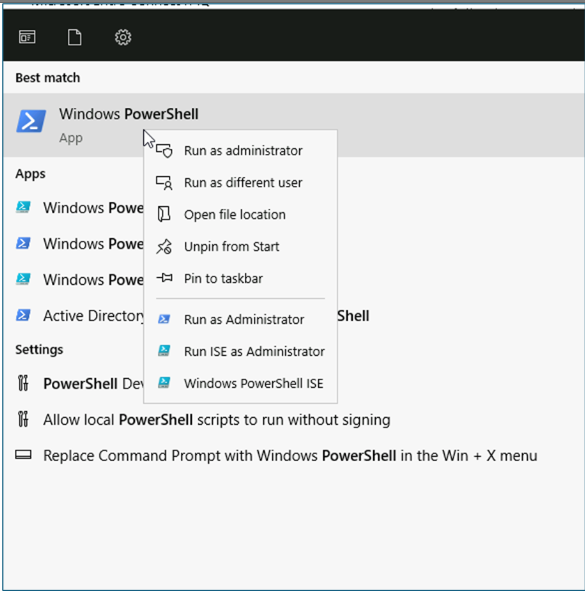 Best match
Windows PowerShell
App
Run as administrator
Run as different user
Open file location
Unpin from Start
Pin to taskbar
Run as Administrator
Run ISE as Administrator
Windows PowerShell ISE
Apps
Windows Powe
Windows Powe
Windows Powe
Active Directory Shell
Settings
PowerShell Dev
Allow local PowerShell scripts to run without signing
Replace Command Prompt with Windows PowerShell in the Win + X menu